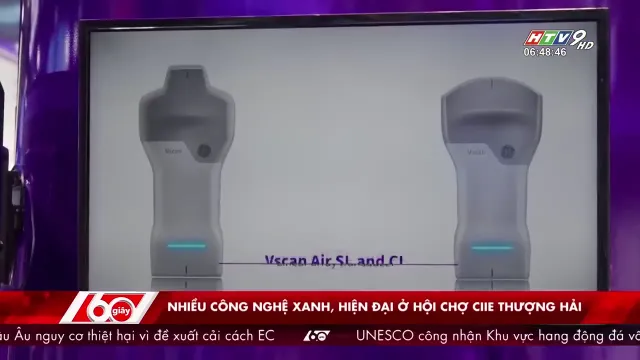 HTV9 HD
06:48:46
Vscan Air SL and CL
60 giây
NHIỀU CÔNG NGHỆ XANH, HIỆN ĐẠI Ở HỘI CHỢ CIIE THƯỢNG HẢI
âu Âu nguy cơ thiệt hại vì đề xuất cải cách EC 60 UNESCO công nhận Khu vực hang động đá v